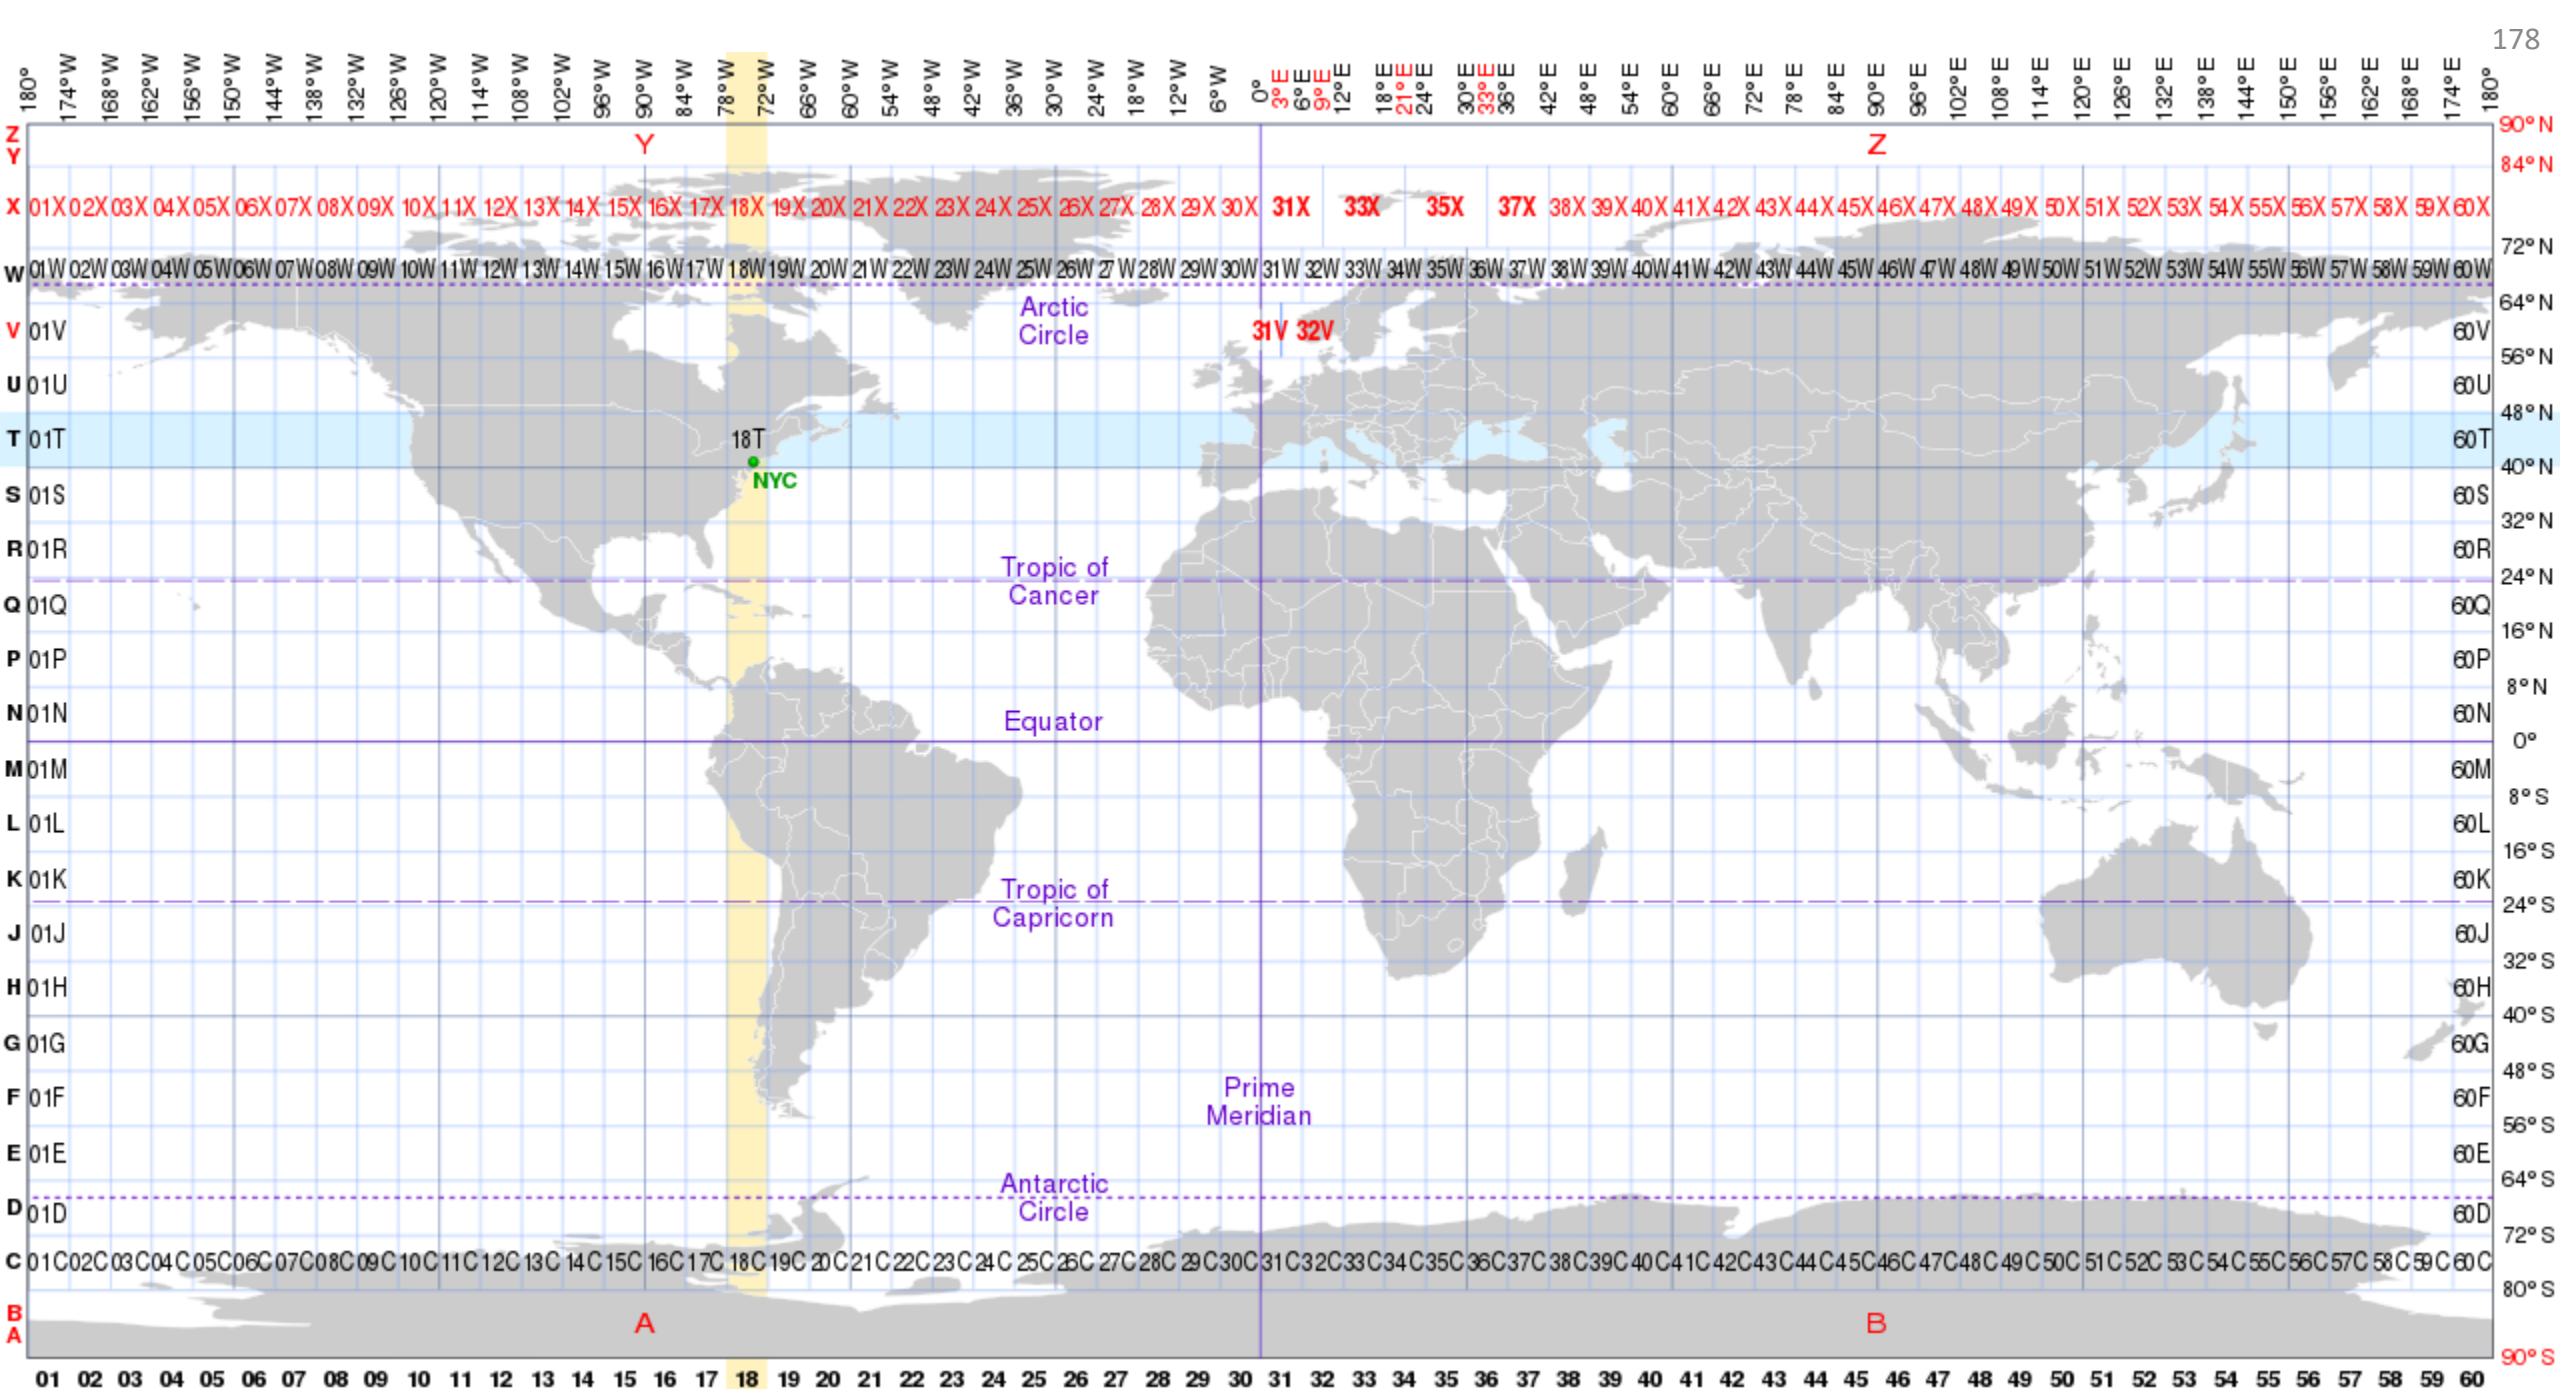 178
180° 174°W 168°W 162°W 156°W 150°W 144°W 138°W 132°W 126°W 120°W 114°W 108°W 102°W 96°W 90°W 84°W 78°W 72°W 66°W 60°W 54°W 48°W 42°W 36°W 30°W 24°W 18°W 12°W 6°W 0° 3°E 6°E 9°E 12°E 18°E 21°E 24°E 30°E 33°E 36°E 42°E 48°E 54°E 60°E 66°E 72°E 78°E 84°E 90°E 96°E 102°E 108°E 114°E 120°E 126°E 132°E 138°E 144°E 150°E 156°E 162°E 168°E 174°E 180°
90°N
Z
Y Y Z
84°N
X 01X 02X 03X 04X 05X 06X 07X 08X 09X 10X 11X 12X 13X 14X 15X 16X 17X 18X 19X 20X 21X 22X 23X 24X 25X 26X 27X 28X 29X 30X 31X 33X 35X 37X 38X 39X 40X 41X 42X 43X 44X 45X 46X 47X 48X 49X 50X 51X 52X 53X 54X 55X 56X 57X 58X 59X 60X
72°N
W 01W 02W 03W 04W 05W 06W 07W 08W 09W 10W 11W 12W 13W 14W 15W 16W 17W 18W 19W 20W 21W 22W 23W 24W 25W 26W 27W 28W 29W 30W 31W 32W 33W 34W 35W 36W 37W 38W 39W 40W 41W 42W 43W 44W 45W 46W 47W 48W 49W 50W 51W 52W 53W 54W 55W 56W 57W 58W 59W 60W
Arctic
Circle
64°N
V 01V 31V 32V 60V
56°N
U 01U 60U
48°N
T 01T 18T 60T
40°N
NYC
S 01S 60S
32°N
R 01R 60R
Tropic of
Cancer
24°N
Q 01Q 60Q
16°N
P 01P 60P
8°N
N 01N 60N
Equator
0°
M 01M 60M
8°S
L 01L 60L
16°S
K 01K 60K
Tropic of
Capricorn
24°S
J 01J 60J
32°S
H 01H 60H
40°S
G 01G 60G
48°S
Prime
Meridian
F 01F 60F
56°S
E 01E 60E
64°S
Antarctic
Circle
D 01D 60D
72°S
C 01C 02C 03C 04C 05C 06C 07C 08C 09C 10C 11C 12C 13C 14C 15C 16C 17C 18C 19C 20C 21C 22C 23C 24C 25C 26C 27C 28C 29C 30C 31C 32C 33C 34C 35C 36C 37C 38C 39C 40C 41C 42C 43C 44C 45C 46C 47C 48C 49C 50C 51C 52C 53C 54C 55C 56C 57C 58C 59C 60C
80°S
B
A A B
90°S
01 02 03 04 05 06 07 08 09 10 11 12 13 14 15 16 17 18 19 20 21 22 23 24 25 26 27 28 29 30 31 32 33 34 35 36 37 38 39 40 41 42 43 44 45 46 47 48 49 50 51 52 53 54 55 56 57 58 59 60